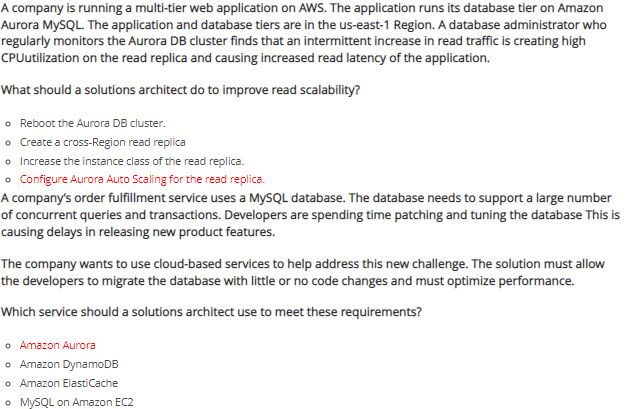 A company is running a multi-tier web application on AWS. The application runs its database tier on Amazon
Aurora MySQL. The application and database tiers are in the us-east-1 Region. A database administrator who
regularly monitors the Aurora DB cluster finds that an intermittent increase in read traffic is creating high
CPUutilization on the read replica and causing increased read latency of the application.
What should a solutions architect do to improve read scalability?
Reboot the Aurora DB cluster.
Create a cross-Region read replica
Increase the instance class of the read replica.
Configure Aurora Auto Scaling for the read replica.
A company's order fulfillment service uses a MySQL database. The database needs to support a large number
of concurrent queries and transactions. Developers are spending time patching and tuning the database This is
causing delays in releasing new product features.
The company wants to use cloud-based services to help address this new challenge. The solution must allow
the developers to migrate the database with little or no code changes and must optimize performance.
Which service should a solutions architect use to meet these requirements?
Amazon Aurora
Amazon DynamoDB
Amazon ElastiCache
MySQL on Amazon EC2